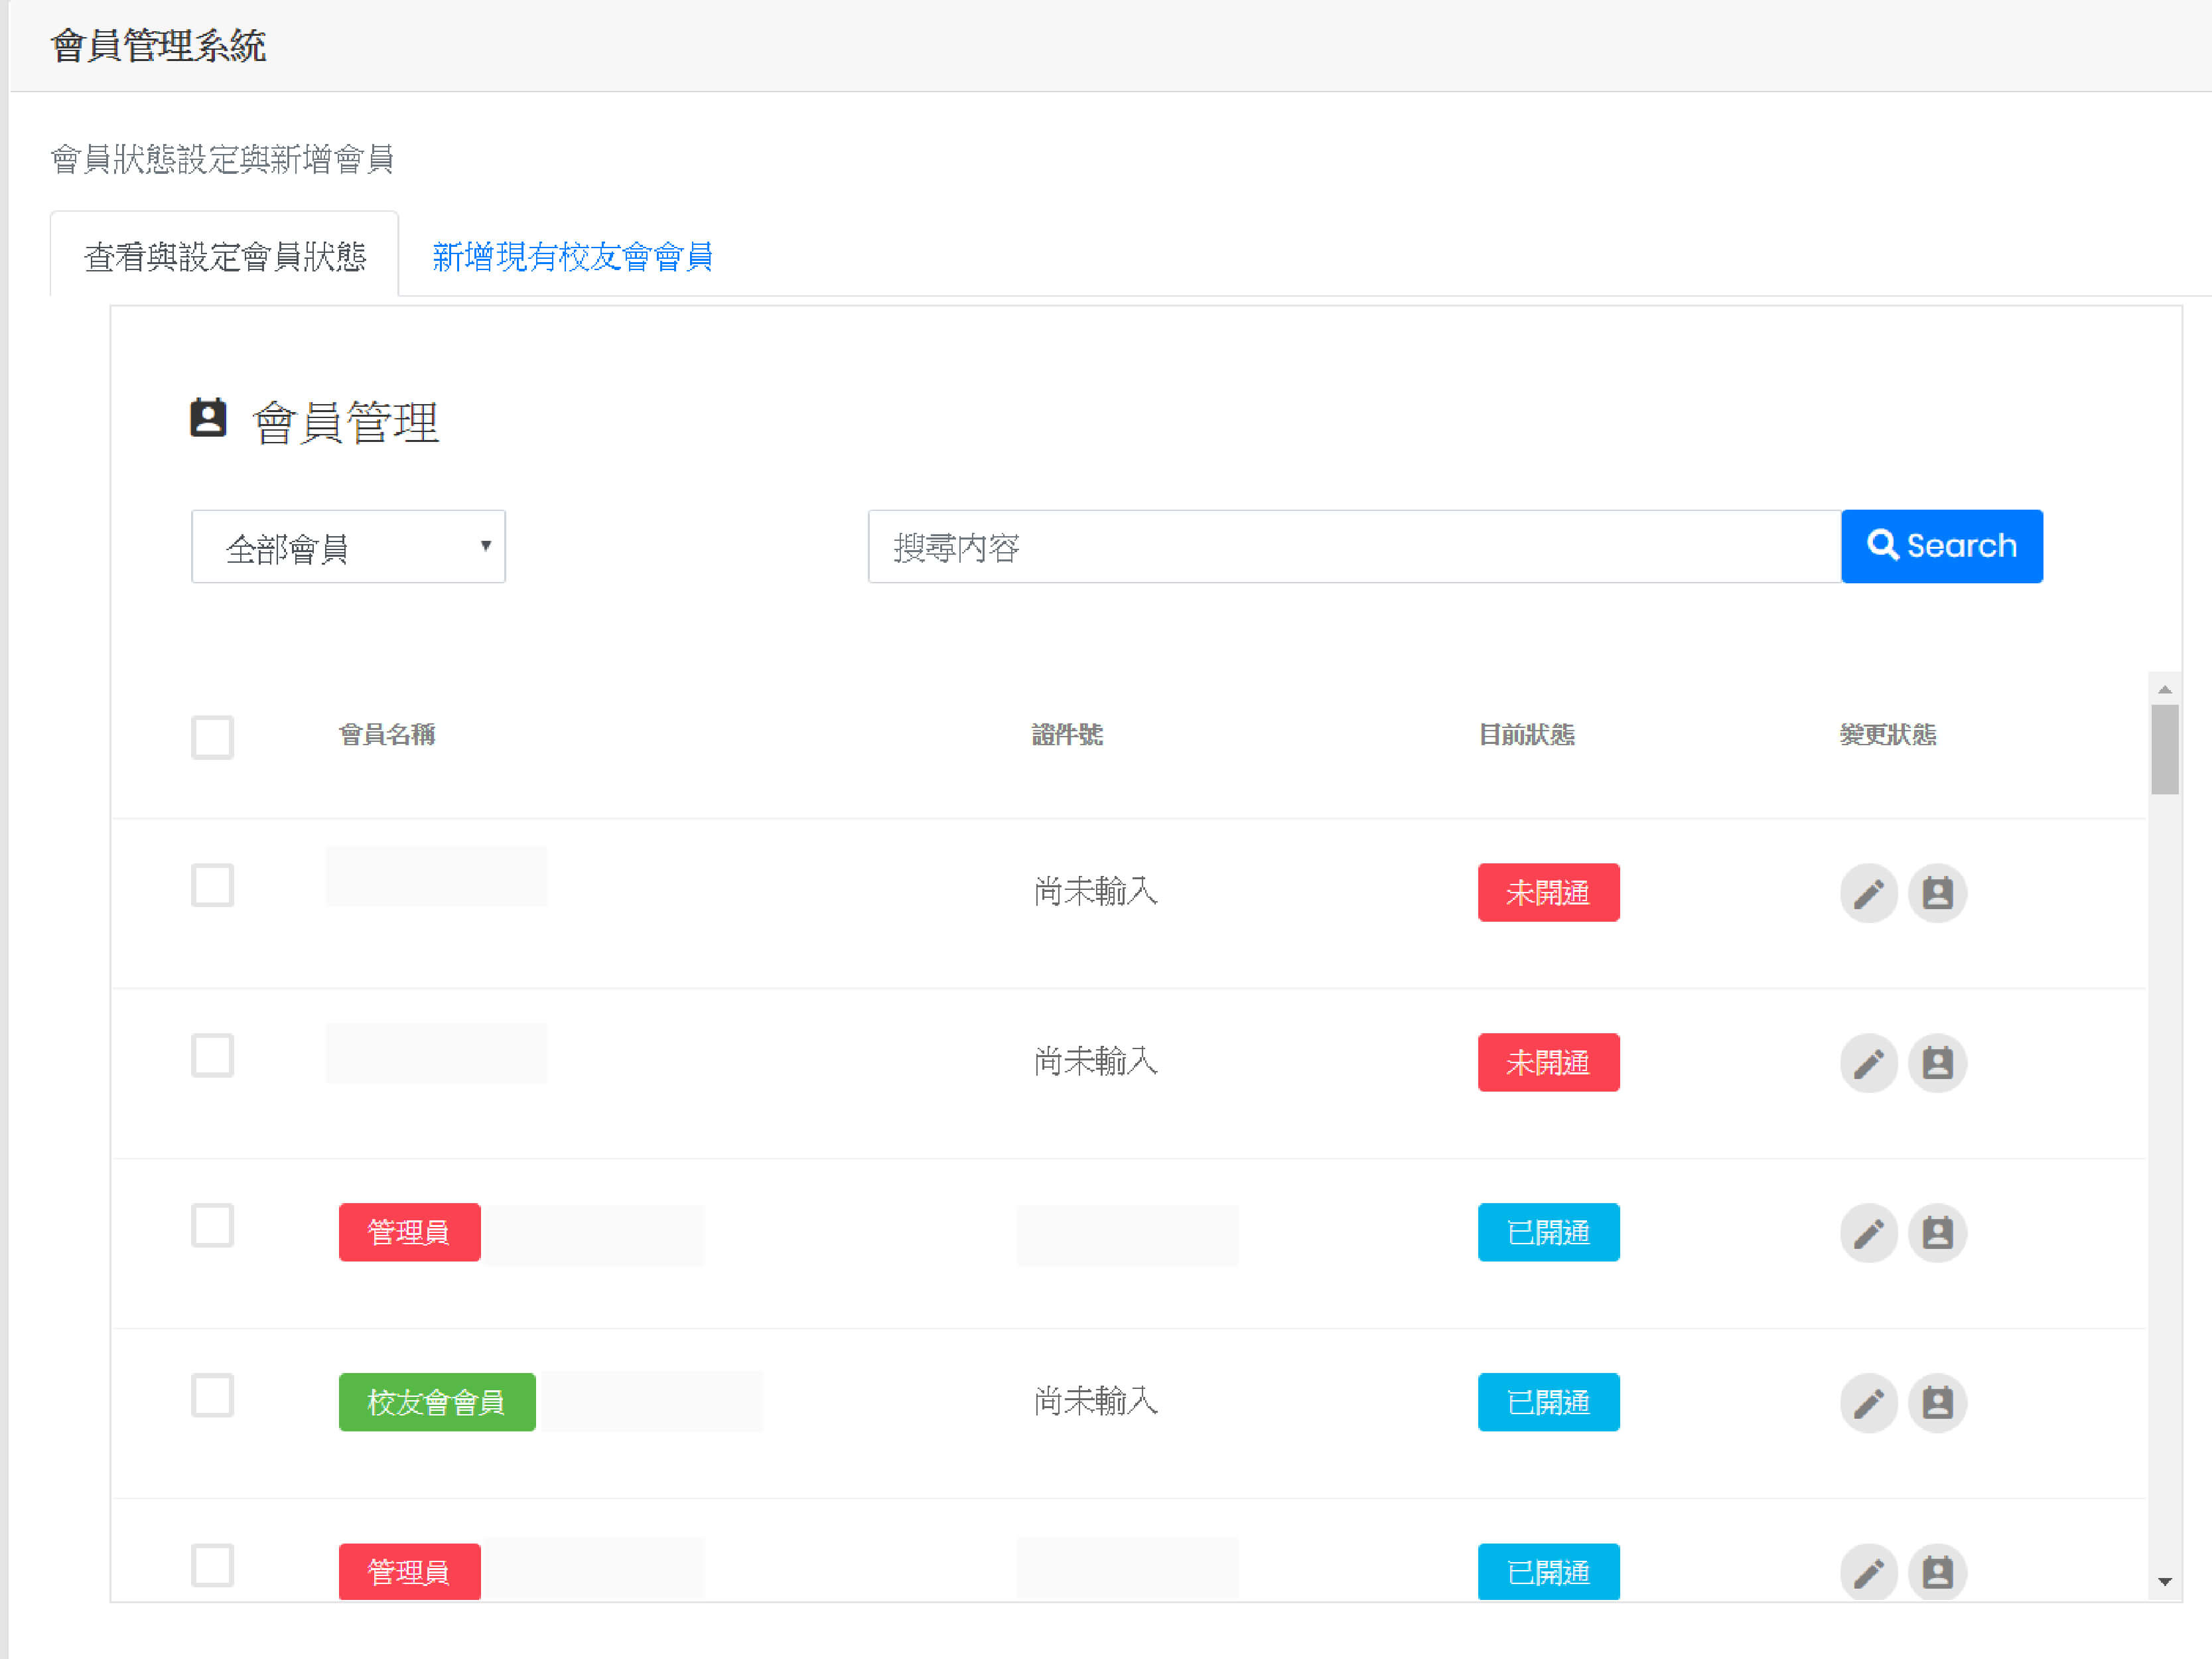 會員管理系統
會員狀態設定與新增會員
查看與設定會員狀態 新增現有校友會會員
會員管理
全部會員 搜尋內容 Search
會員名稱 證件號 目前狀態 變更狀態
尚未輸入 未開通
尚未輸入 未開通
管理員 已開通
校友會會員 尚未輸入 已開通
管理員 已開通